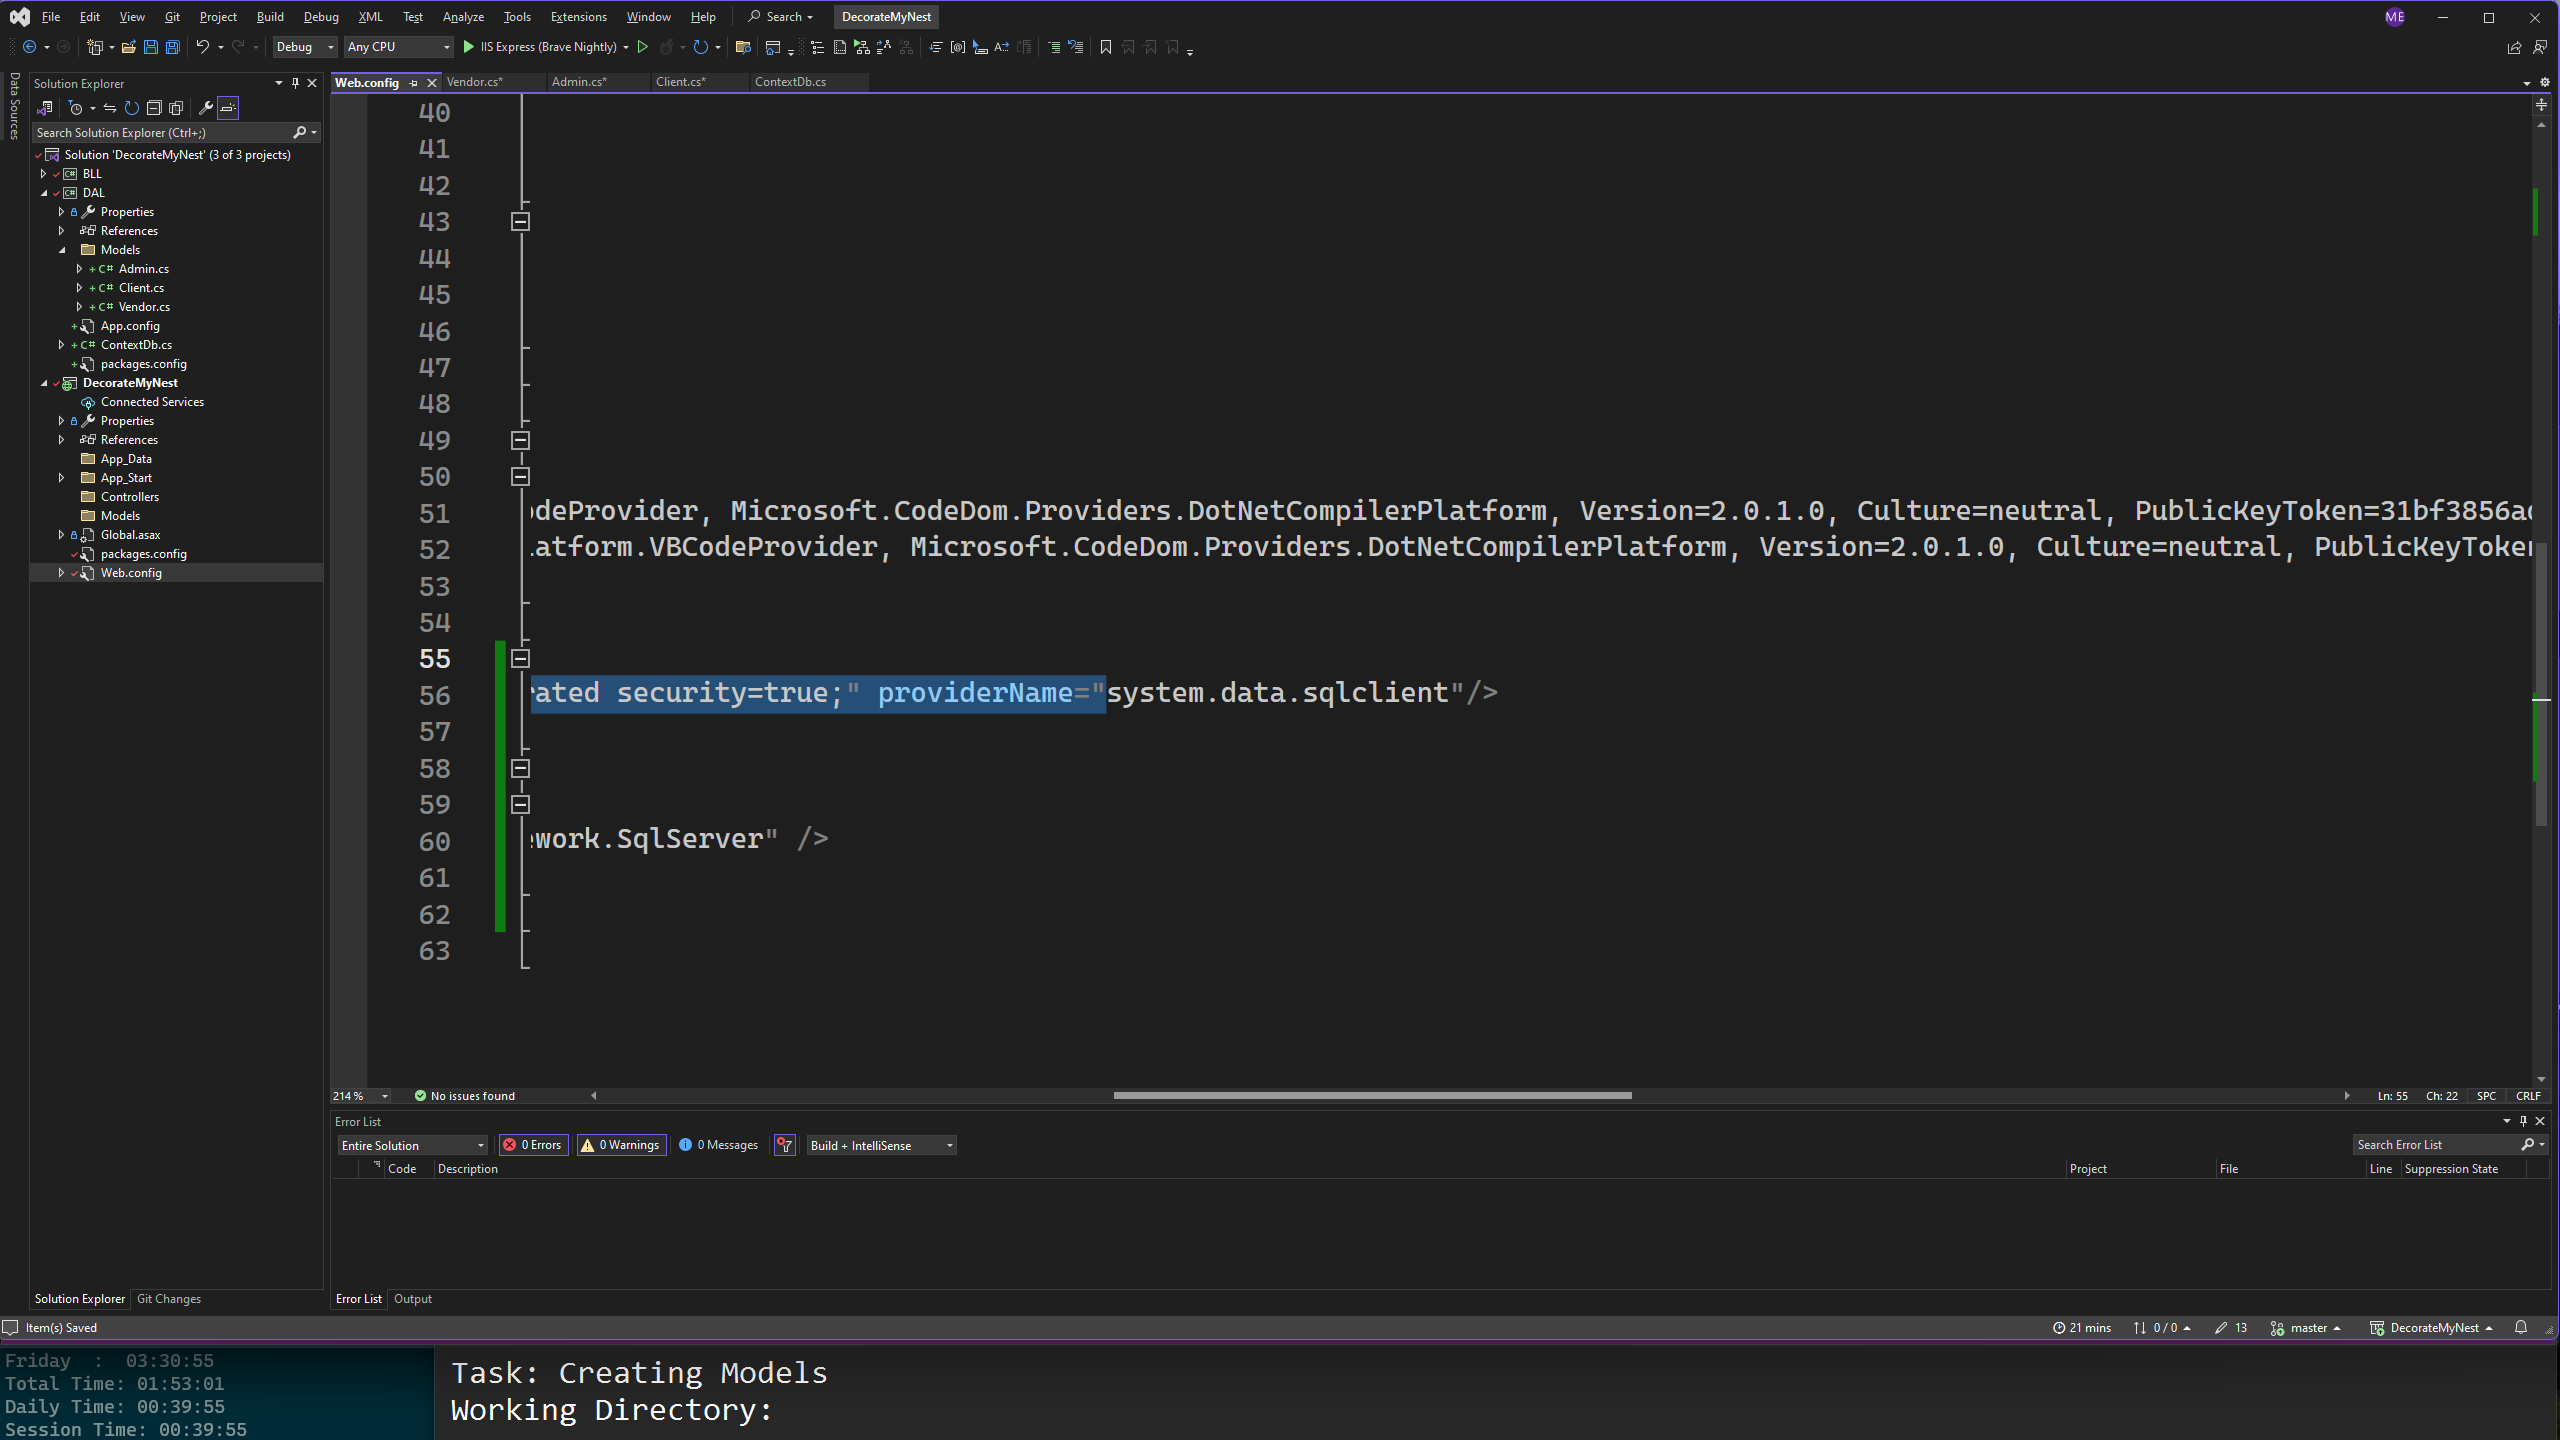 File Edit View Git Project Build Debug XML Test Analyze Tools Extensions Window Help Search DecorateMyNest ME
Debug Any CPU IIS Express (Brave Nightly)
Data Sources
Solution Explorer
Search Solution Explorer (Ctrl+;)
Solution 'DecorateMyNest' (3 of 3 projects)
BLL
DAL
Properties
References
Models
C# Admin.cs
C# Client.cs
C# Vendor.cs
App.config
C# ContextDb.cs
packages.config
DecorateMyNest
Connected Services
Properties
References
App_Data
App_Start
Controllers
Models
Global.asax
packages.config
Web.config
Solution Explorer Git Changes
Web.config Vendor.cs* Admin.cs* Client.cs* ContextDb.cs
40
41
42
43
44
45
46
47
48
49
50
51 odeProvider, Microsoft.CodeDom.Providers.DotNetCompilerPlatform, Version=2.0.1.0, Culture=neutral, PublicKeyToken=31bf3856ad
52 latform.VBCodeProvider, Microsoft.CodeDom.Providers.DotNetCompilerPlatform, Version=2.0.1.0, Culture=neutral, PublicKeyToken
53
54
55
56 rated security=true;" providerName="system.data.sqlclient"/>
57
58
59
60 ework.SqlServer" />
61
62
63
214 % No issues found Ln: 55 Ch: 22 SPC CRLF
Error List
Entire Solution 0 Errors 0 Warnings 0 Messages Build + IntelliSense Search Error List
Code Description Project File Line Suppression State
Error List Output
Item(s) Saved 21 mins 0 / 0 13 master DecorateMyNest
Friday : 03:30:55
Total Time: 01:53:01
Daily Time: 00:39:55
Session Time: 00:39:55
Task: Creating Models
Working Directory: